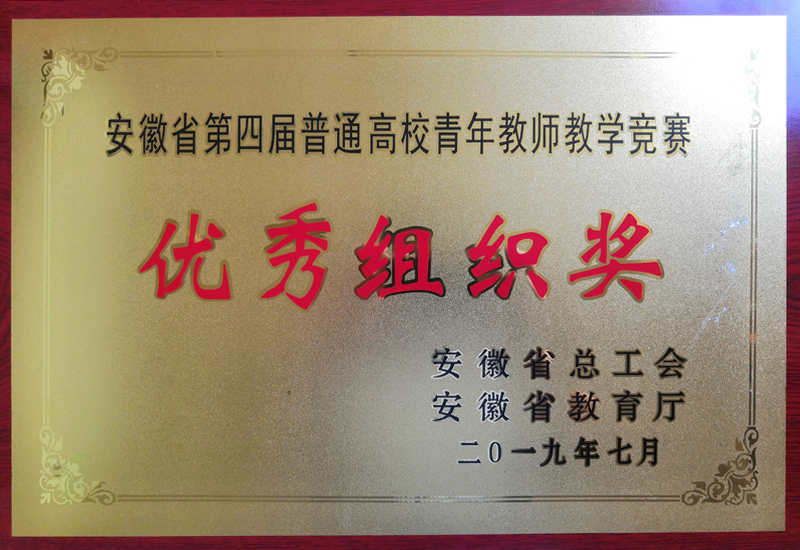 安徽省第四届普通高校青年教师教学竞赛
优秀组织奖
安徽省总工会
安徽省教育厅
二0一九年七月